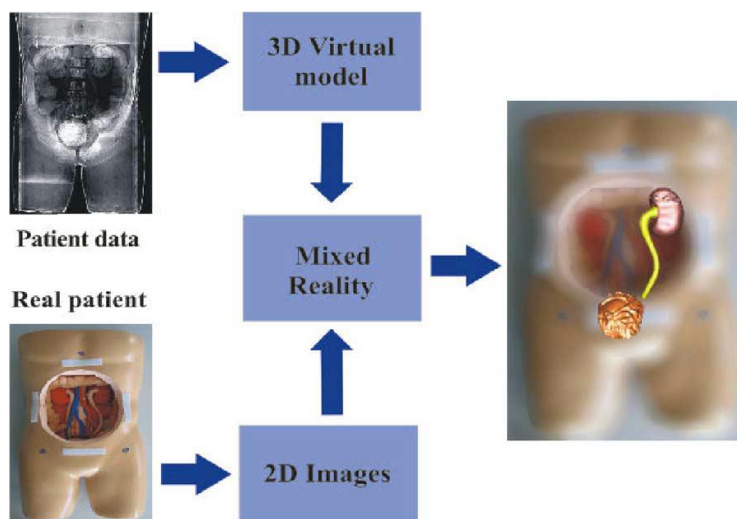 3D Virtual
model
Patient data
Mixed
Reality
Real patient
2D Images